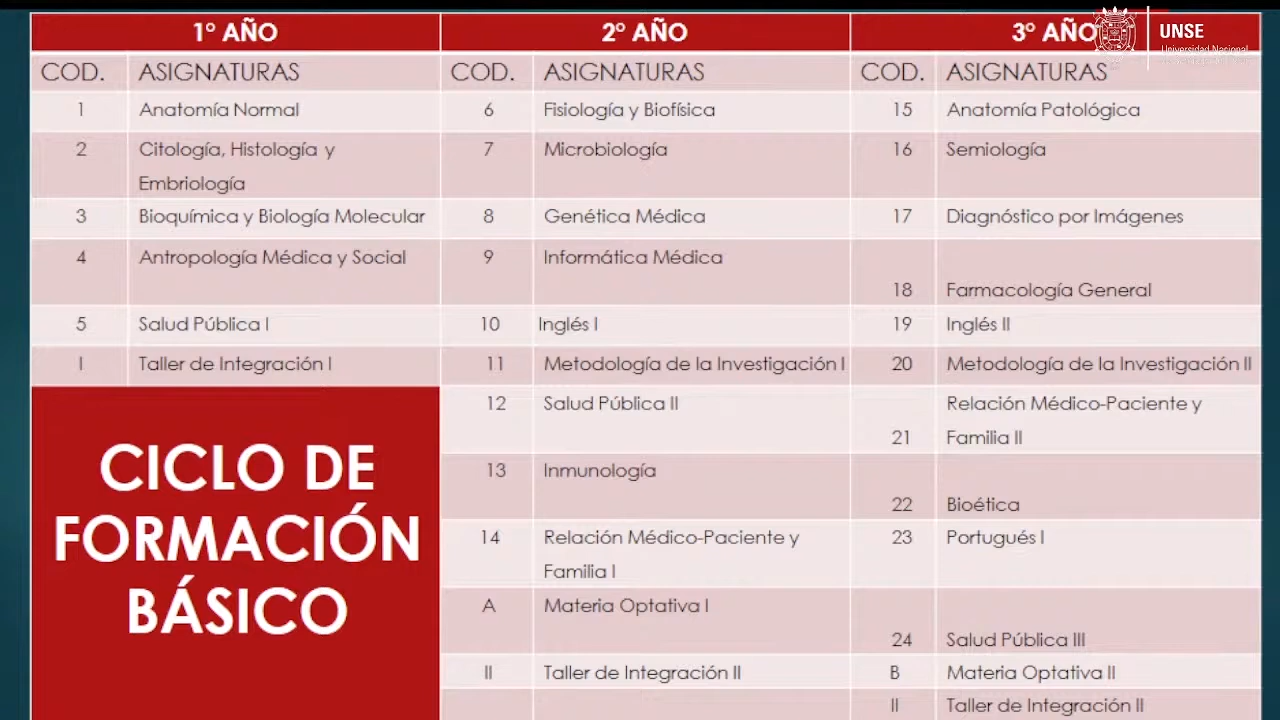 1° AÑO 2° AÑO 3° AÑO
UNSE
Universidad Nacional
COD. ASIGNATURAS COD. ASIGNATURAS COD. ASIGNATURAS
1 Anatomía Normal 6 Fisiología y Biofísica 15 Anatomía Patológica
2 Citología, Histología y 7 Microbiología 16 Semiología
Embriología
3 Bioquímica y Biología Molecular 8 Genética Médica 17 Diagnóstico por Imágenes
4 Antropología Médica y Social 9 Informática Médica
18 Farmacología General
5 Salud Pública I 10 Inglés I 19 Inglés II
I Taller de Integración I 11 Metodología de la Investigación I 20 Metodología de la Investigación II
12 Salud Pública II Relación Médico-Paciente y
21 Familia II
CICLO DE
FORMACIÓN
BÁSICO
13 Inmunología
22 Bioética
14 Relación Médico-Paciente y 23 Portugués I
Familia I
A Materia Optativa I
24 Salud Pública III
II Taller de Integración II B Materia Optativa II
II Taller de Integración II